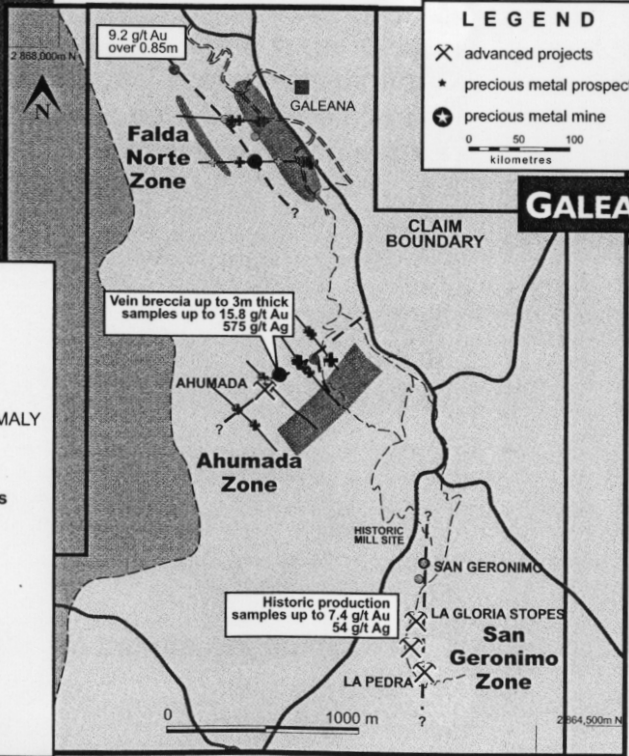 LEGEND
advanced projects
precious metal prospect
precious metal mine
0 50 100
kilometres
2 868,000m N
9.2 g/t Au
over 0.85m
N
GALEANA
Falda
Norte
Zone
?
GALEA
CLAIM
BOUNDARY
Vein breccia up to 3m thick
samples up to 15.8 g/t Au
575 g/t Ag
AHUMADA
MALY
?
Ahumada
Zone
s
?
HISTORIC
MILL SITE
SAN GERONIMO
Historic production
samples up to 7.4 g/t Au
54 g/t Ag
LA GLORIA STOPES
San
Geronimo
Zone
LA PEDRA
0 1000 m
?
2 864,500m N